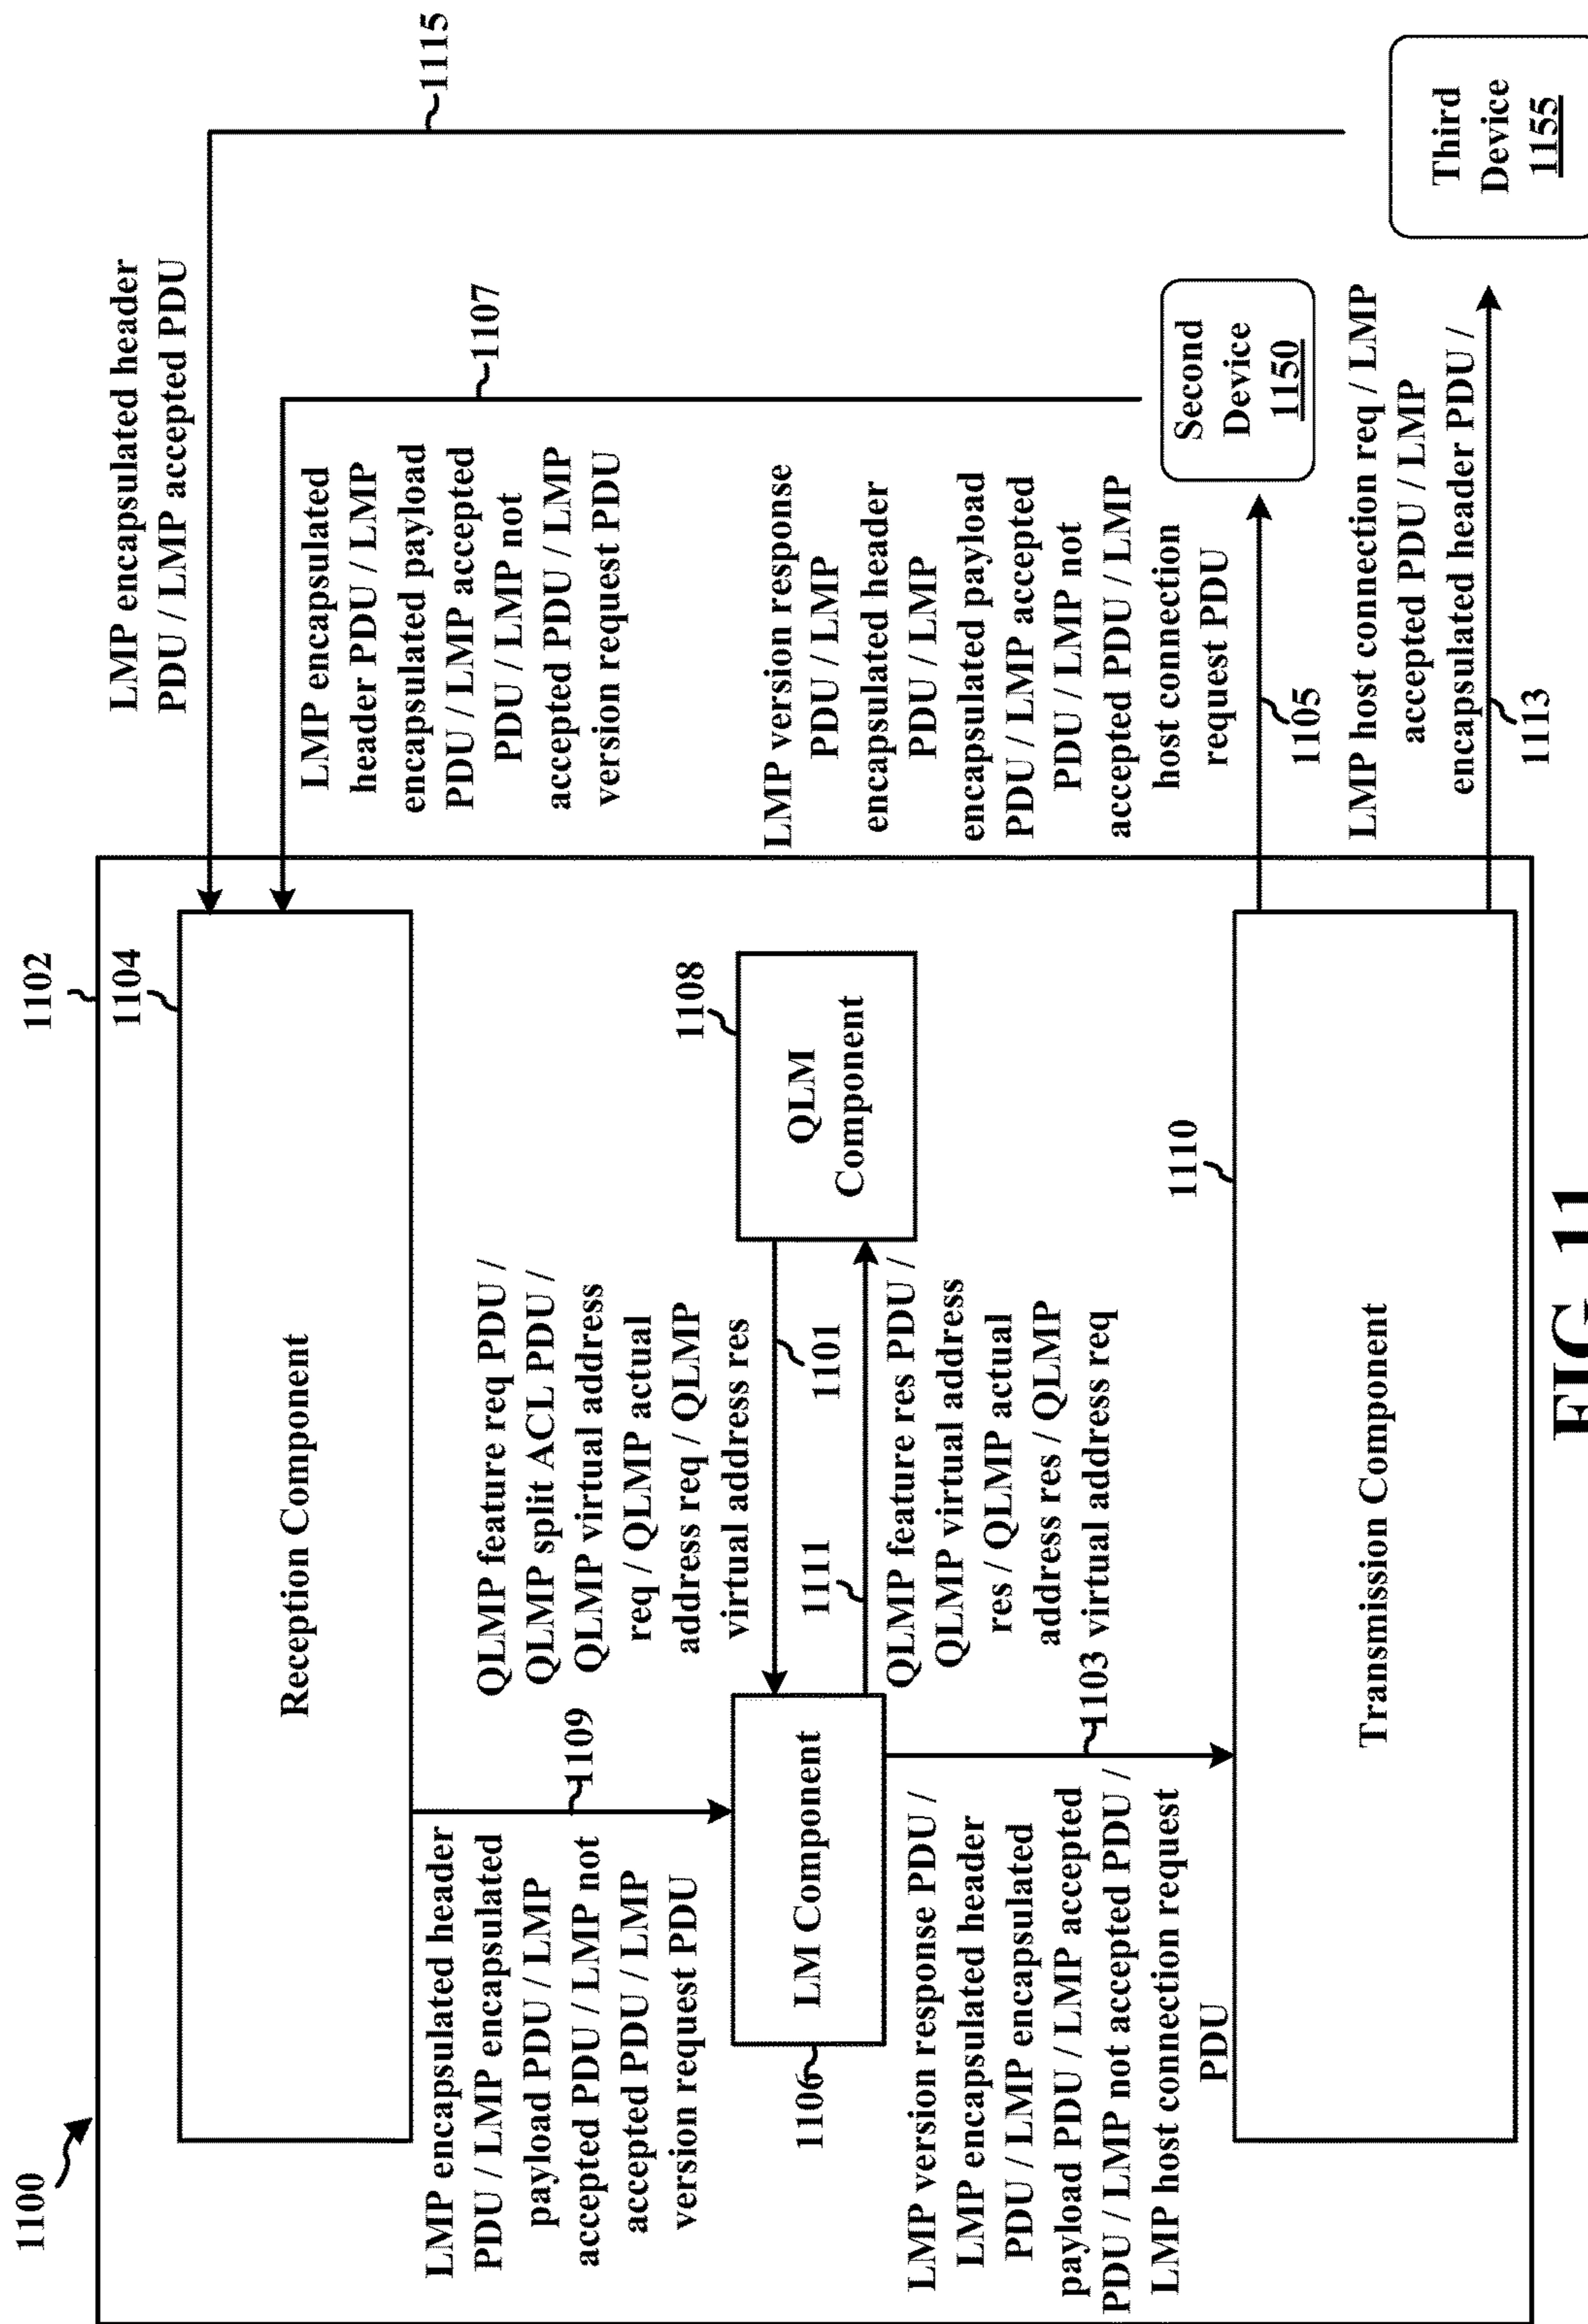 1100
1102
1104
Reception Component
LMP encapsulated header
PDU / LMP accepted PDU
1115
LMP encapsulated
header PDU / LMP
encapsulated payload
PDU / LMP accepted
PDU / LMP not
accepted PDU / LMP
version request PDU
1107
LMP encapsulated header
PDU / LMP encapsulated
payload PDU / LMP
accepted PDU / LMP not
accepted PDU / LMP
version request PDU
1109
QLMP feature req PDU /
QLMP split ACL PDU /
QLMP virtual address
req / QLMP actual
address req / QLMP
virtual address res
1101
1106
LM Component
1108
QLM
Component
1111
QLMP feature res PDU /
QLMP virtual address
res / QLMP actual
address res / QLMP
virtual address req
1103
LMP version response PDU /
LMP encapsulated header
PDU / LMP encapsulated
payload PDU / LMP accepted
PDU / LMP not accepted PDU /
LMP host connection request
PDU
1110
Transmission Component
LMP version response
PDU / LMP
encapsulated header
PDU / LMP
encapsulated payload
PDU / LMP accepted
PDU / LMP not
accepted PDU / LMP
host connection
request PDU
1105
Second
Device
1150
LMP host connection req / LMP
accepted PDU / LMP
encapsulated header PDU /
1113
Third
Device
1155
FIG. 11